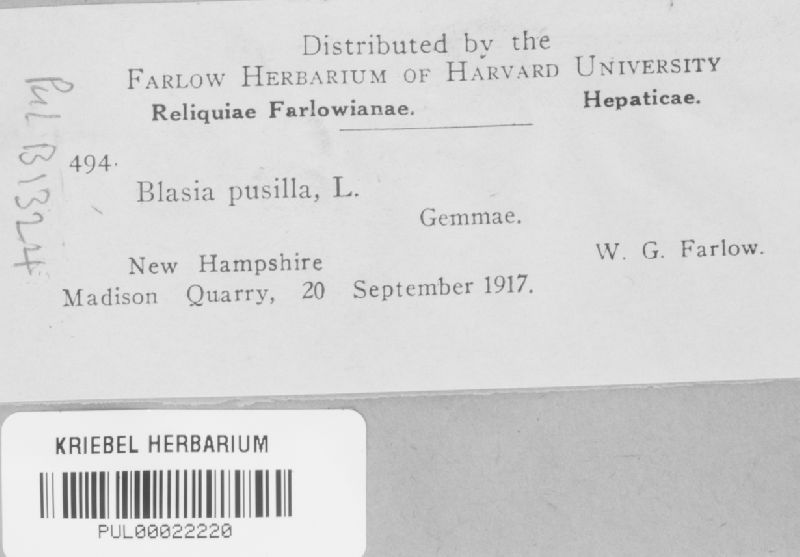 Distributed by the
FARLOW HERBARIUM OF HARVARD UNIVERSITY
Reliquiae Farlowianae. Hepaticae.
494.
Blasia pusilla, L.
Gemmae.
W. G. Farlow.
New Hampshire
Madison Quarry, 20 September 1917.
Pul B1324
KRIEBEL HERBARIUM
PUL00022220